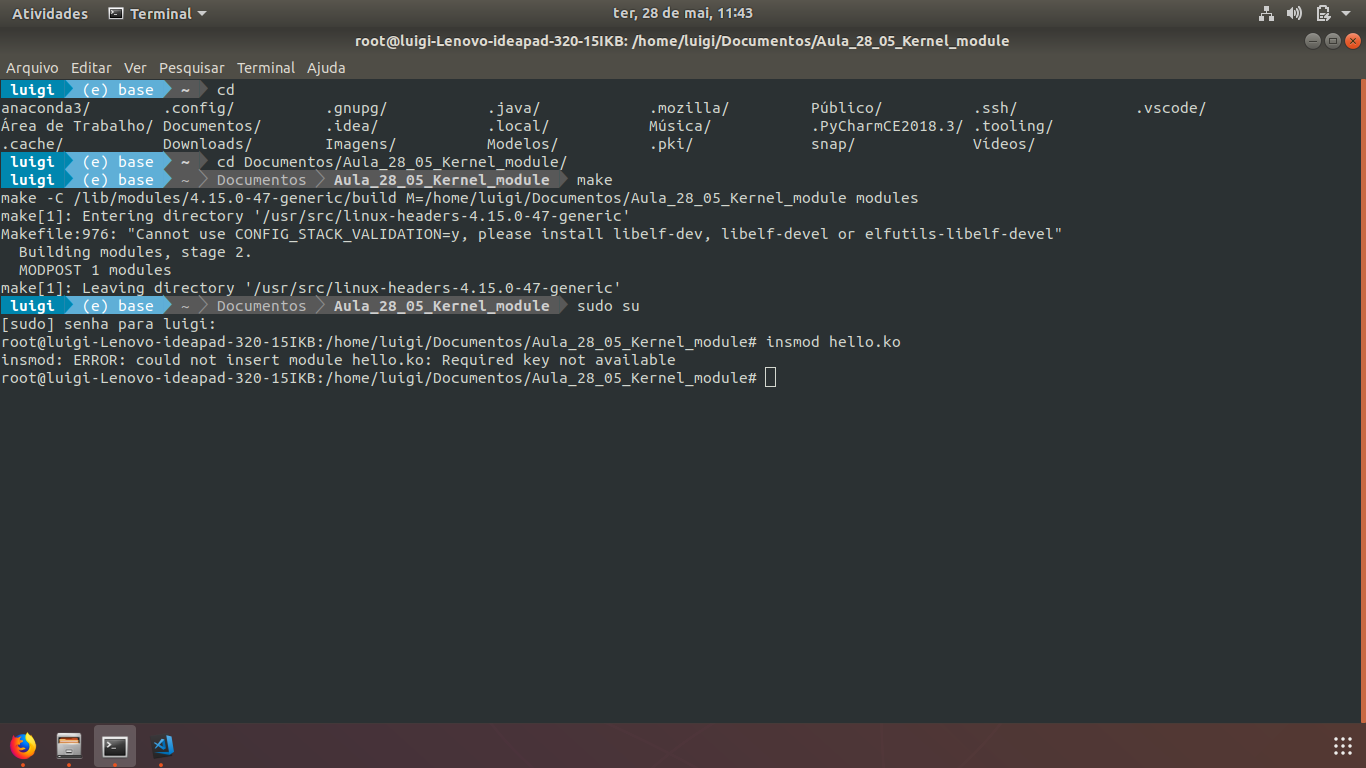 Atividades Terminal ter, 28 de mai, 11:43
root@luigi-Lenovo-ideapad-320-15IKB: /home/luigi/Documentos/Aula_28_05_Kernel_module
Arquivo Editar Ver Pesquisar Terminal Ajuda
luigi (e) base ~ cd
anaconda3/ .config/ .gnupg/ .java/ .mozilla/ Público/ .ssh/ .vscode/
Área de Trabalho/ Documentos/ .idea/ .local/ Música/ .PyCharmCE2018.3/ .tooling/
.cache/ Downloads/ Imagens/ Modelos/ .pki/ snap/ Vídeos/
luigi (e) base ~ cd Documentos/Aula_28_05_Kernel_module/
luigi (e) base ~ Documentos Aula_28_05_Kernel_module make
make -C /lib/modules/4.15.0-47-generic/build M=/home/luigi/Documentos/Aula_28_05_Kernel_module modules
make[1]: Entering directory '/usr/src/linux-headers-4.15.0-47-generic'
Makefile:976: "Cannot use CONFIG_STACK_VALIDATION=y, please install libelf-dev, libelf-devel or elfutils-libelf-devel"
  Building modules, stage 2.
  MODPOST 1 modules
make[1]: Leaving directory '/usr/src/linux-headers-4.15.0-47-generic'
luigi (e) base ~ Documentos Aula_28_05_Kernel_module sudo su
[sudo] senha para luigi:
root@luigi-Lenovo-ideapad-320-15IKB:/home/luigi/Documentos/Aula_28_05_Kernel_module# insmod hello.ko
insmod: ERROR: could not insert module hello.ko: Required key not available
root@luigi-Lenovo-ideapad-320-15IKB:/home/luigi/Documentos/Aula_28_05_Kernel_module#